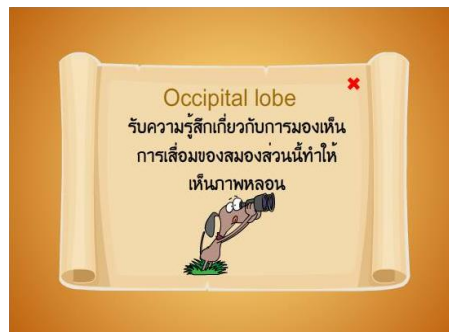 Occipital lobe
รับความรู้สึกเกี่ยวกับการมองเห็น
การเสื่อมของสมองส่วนนี้ทำให้
เห็นภาพหลอน